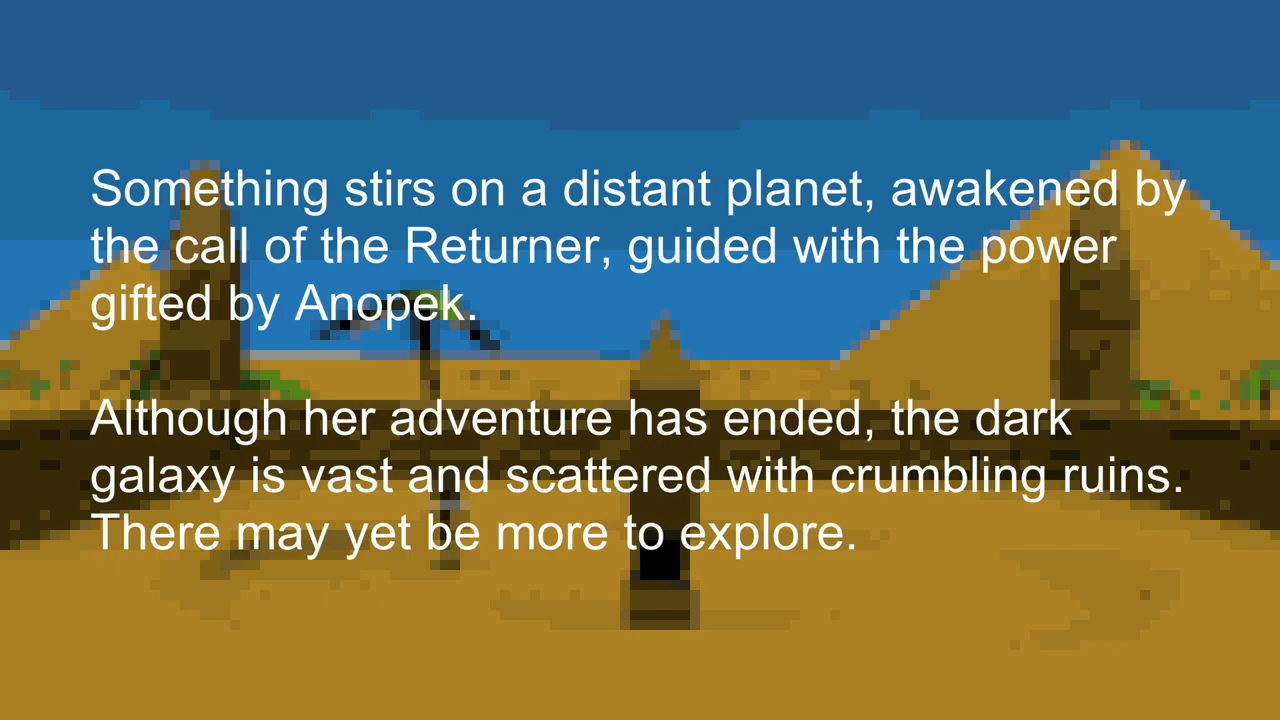 Something stirs on a distant planet, awakened by
the call of the Returner, guided with the power
gifted by Anopek.
Although her adventure has ended, the dark
galaxy is vast and scattered with crumbling ruins.
There may yet be more to explore.